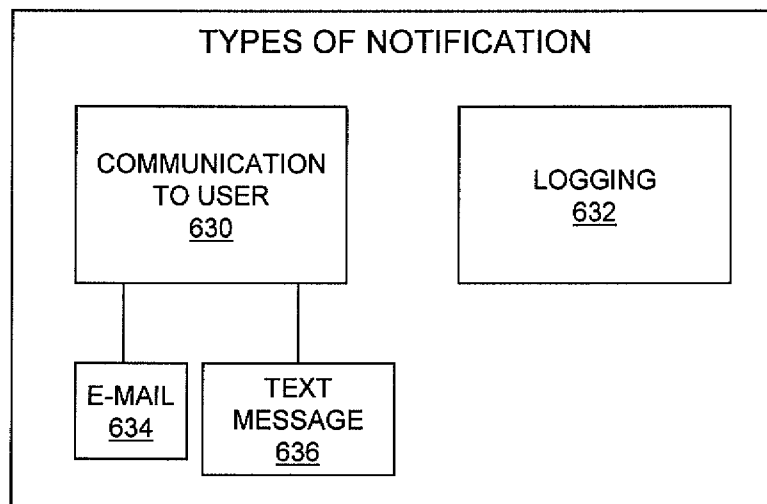 TYPES OF NOTIFICATION
COMMUNICATION
TO USER
630
LOGGING
632
E-MAIL
634
TEXT
MESSAGE
636